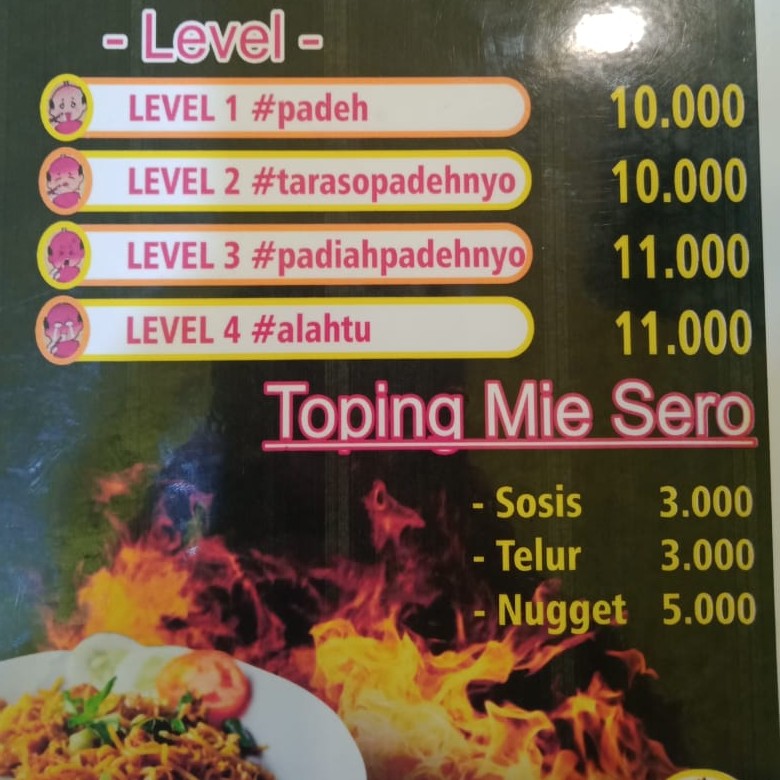 - Level -
LEVEL 1 #padeh 10.000
LEVEL 2 #tarasopadehnyo 10.000
LEVEL 3 #padiahpadehnyo 11.000
LEVEL 4 #alahtu 11.000
Toping Mie Sero
- Sosis 3.000
- Telur 3.000
- Nugget 5.000